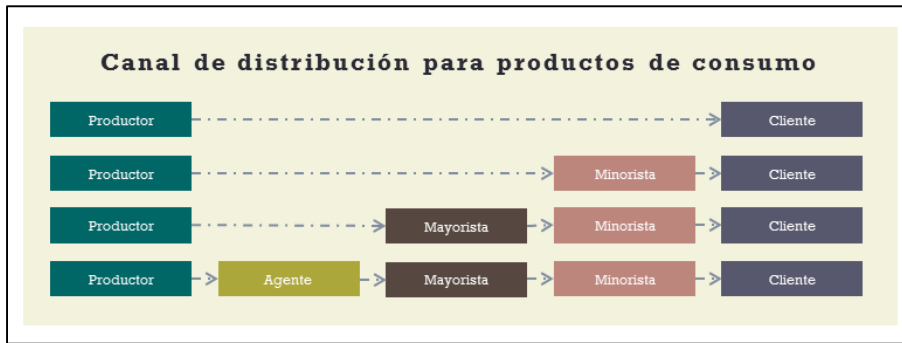 Canal de distribución para productos de consumo
Productor Cliente
Productor Minorista Cliente
Productor Mayorista Minorista Cliente
Productor Agente Mayorista Minorista Cliente